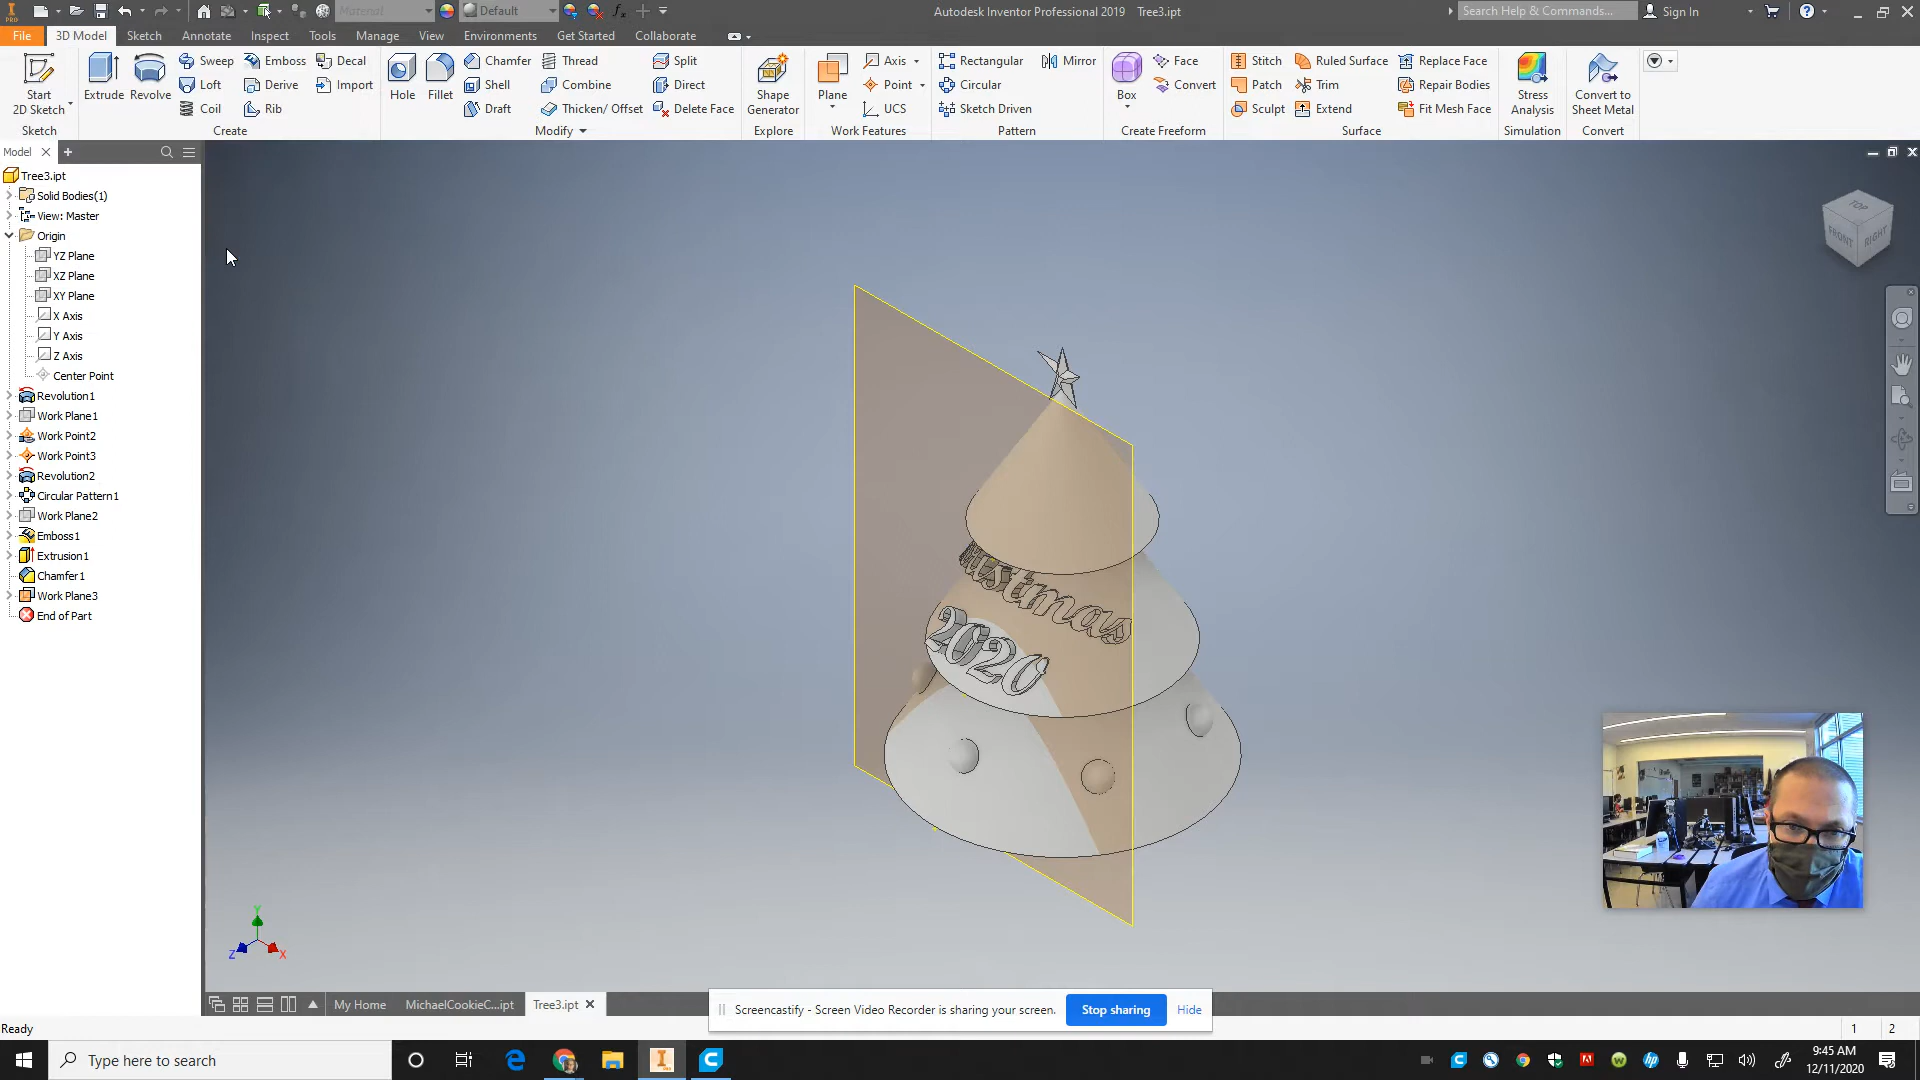 Material
Default
Autodesk Inventor Professional 2019 Tree3.ipt
Search Help & Commands...
Sign In
File 3D Model Sketch Annotate Inspect Tools Manage View Environments Get Started Collaborate
Start
2D Sketch
Sketch
Extrude
Revolve
Sweep
Loft
Coil
Emboss
Derive
Rib
Decal
Import
Create
Hole
Fillet
Chamfer
Shell
Draft
Thread
Combine
Thicken/ Offset
Split
Direct
Delete Face
Modify
Shape
Generator
Explore
Plane
Axis
Point
UCS
Work Features
Rectangular
Circular
Sketch Driven
Mirror
Pattern
Box
Face
Convert
Create Freeform
Stitch
Patch
Sculpt
Ruled Surface
Trim
Extend
Replace Face
Repair Bodies
Fit Mesh Face
Surface
Stress
Analysis
Simulation
Convert to
Sheet Metal
Convert
Model
Tree3.ipt
Solid Bodies(1)
View: Master
Origin
YZ Plane
XZ Plane
XY Plane
X Axis
Y Axis
Z Axis
Center Point
Revolution1
Work Plane1
Work Point2
Work Point3
Revolution2
Circular Pattern1
Work Plane2
Emboss1
Extrusion1
Chamfer1
Work Plane3
End of Part
TOP
FRONT
RIGHT
2020
Y
Z
X
My Home MichaelCookieC...ipt Tree3.ipt
Screencastify - Screen Video Recorder is sharing your screen. Stop sharing Hide
Ready
1 2
Type here to search
9:45 AM
12/11/2020